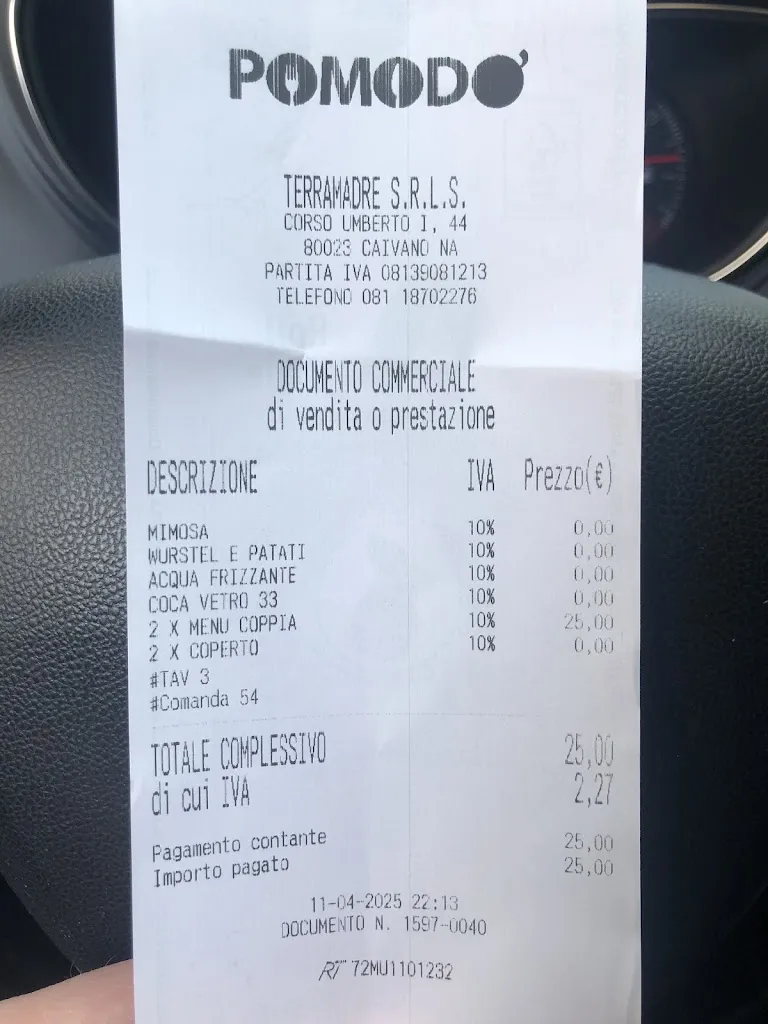 POMODO'
TERRAMADRE S.R.L.S.
CORSO UMBERTO I, 44
80023 CAIVANO NA
PARTITA IVA 08139081213
TELEFONO 081 18702276
DOCUMENTO COMMERCIALE
di vendita o prestazione
DESCRIZIONE IVA Prezzo(€)
MIMOSA 10% 0,00
WURSTEL E PATATI 10% 0,00
ACQUA FRIZZANTE 10% 0,00
COCA VETRO 33 10% 0,00
2 X MENU COPPIA 10% 25,00
2 X COPERTO 10% 0,00
#TAV 3
#Comanda 54
TOTALE COMPLESSIVO 25,00
di cui IVA 2,27
Pagamento contante 25,00
Importo pagato 25,00
11-04-2025 22:13
DOCUMENTO N. 1597-0040
RT 72MU1101232